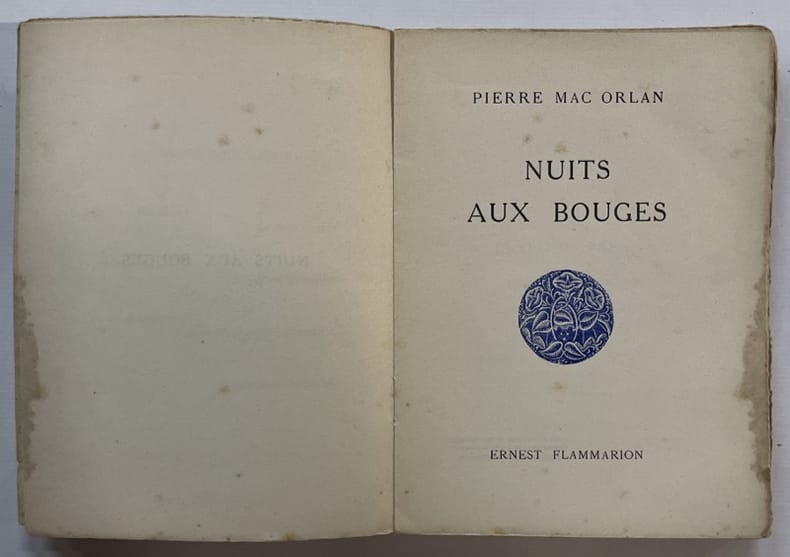 PIERRE MAC ORLAN
NUITS
AUX BOUGES
ERNEST FLAMMARION